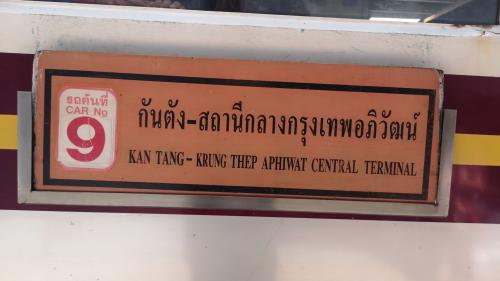 รถคันที่
CAR No
9
กันตัง-สถานีกลางกรุงเทพอภิวัฒน์
KAN TANG - KRUNG THEP APHIWAT CENTRAL TERMINAL